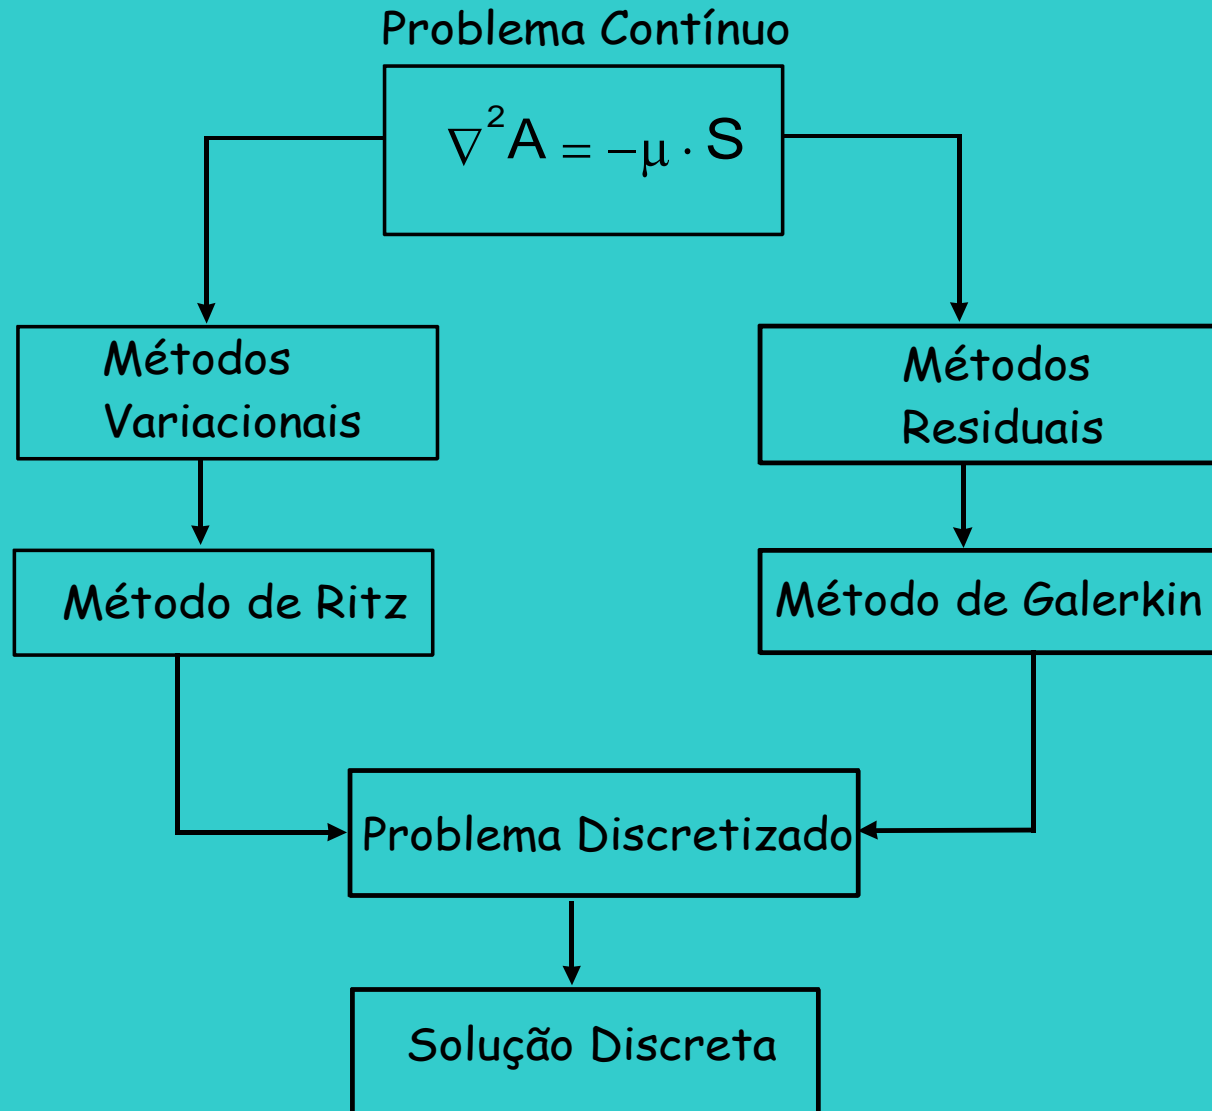 Problema Contínuo
∇²A = −μ · S
Métodos
Variacionais
Métodos
Residuais
Método de Ritz
Método de Galerkin
Problema Discretizado
Solução Discreta